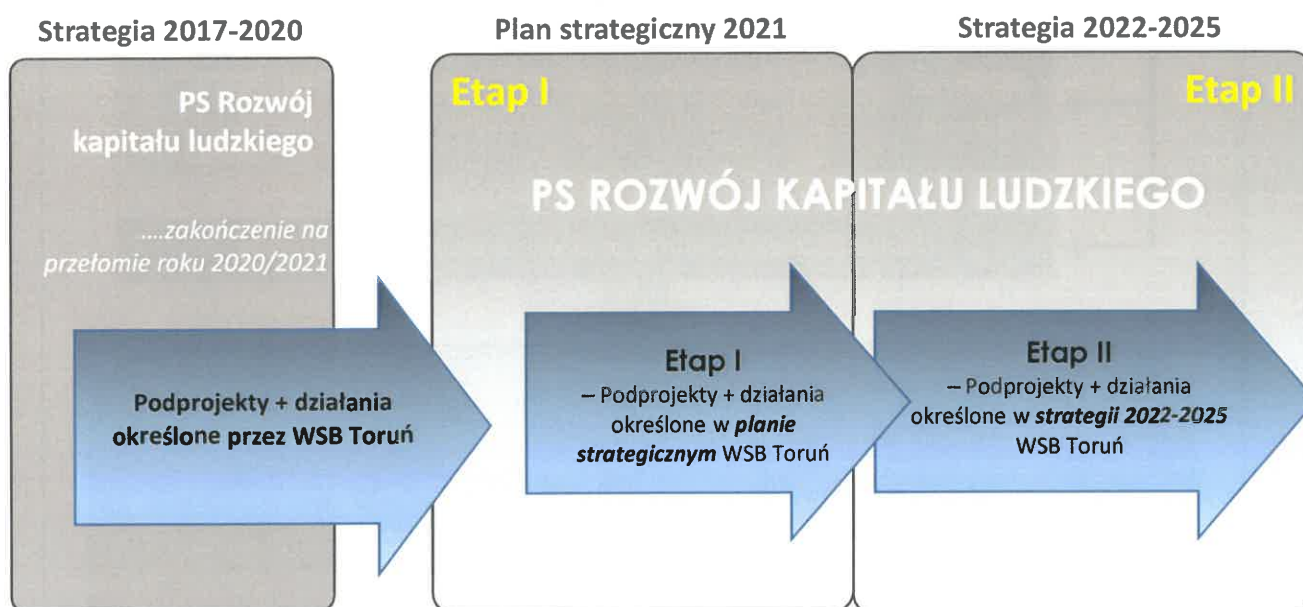 Strategia 2017-2020
Plan strategiczny 2021
Strategia 2022-2025
PS Rozwój
kapitału ludzkiego
....zakończenie na
przełomie roku 2020/2021
Podprojekty + działania
określone przez WSB Toruń
Etap I
Etap II
PS ROZWÓJ KAPITAŁU LUDZKIEGO
Etap I
– Podprojekty + działania
określone w planie
strategicznym WSB Toruń
Etap II
– Podprojekty + działania
określone w strategii 2022-2025
WSB Toruń